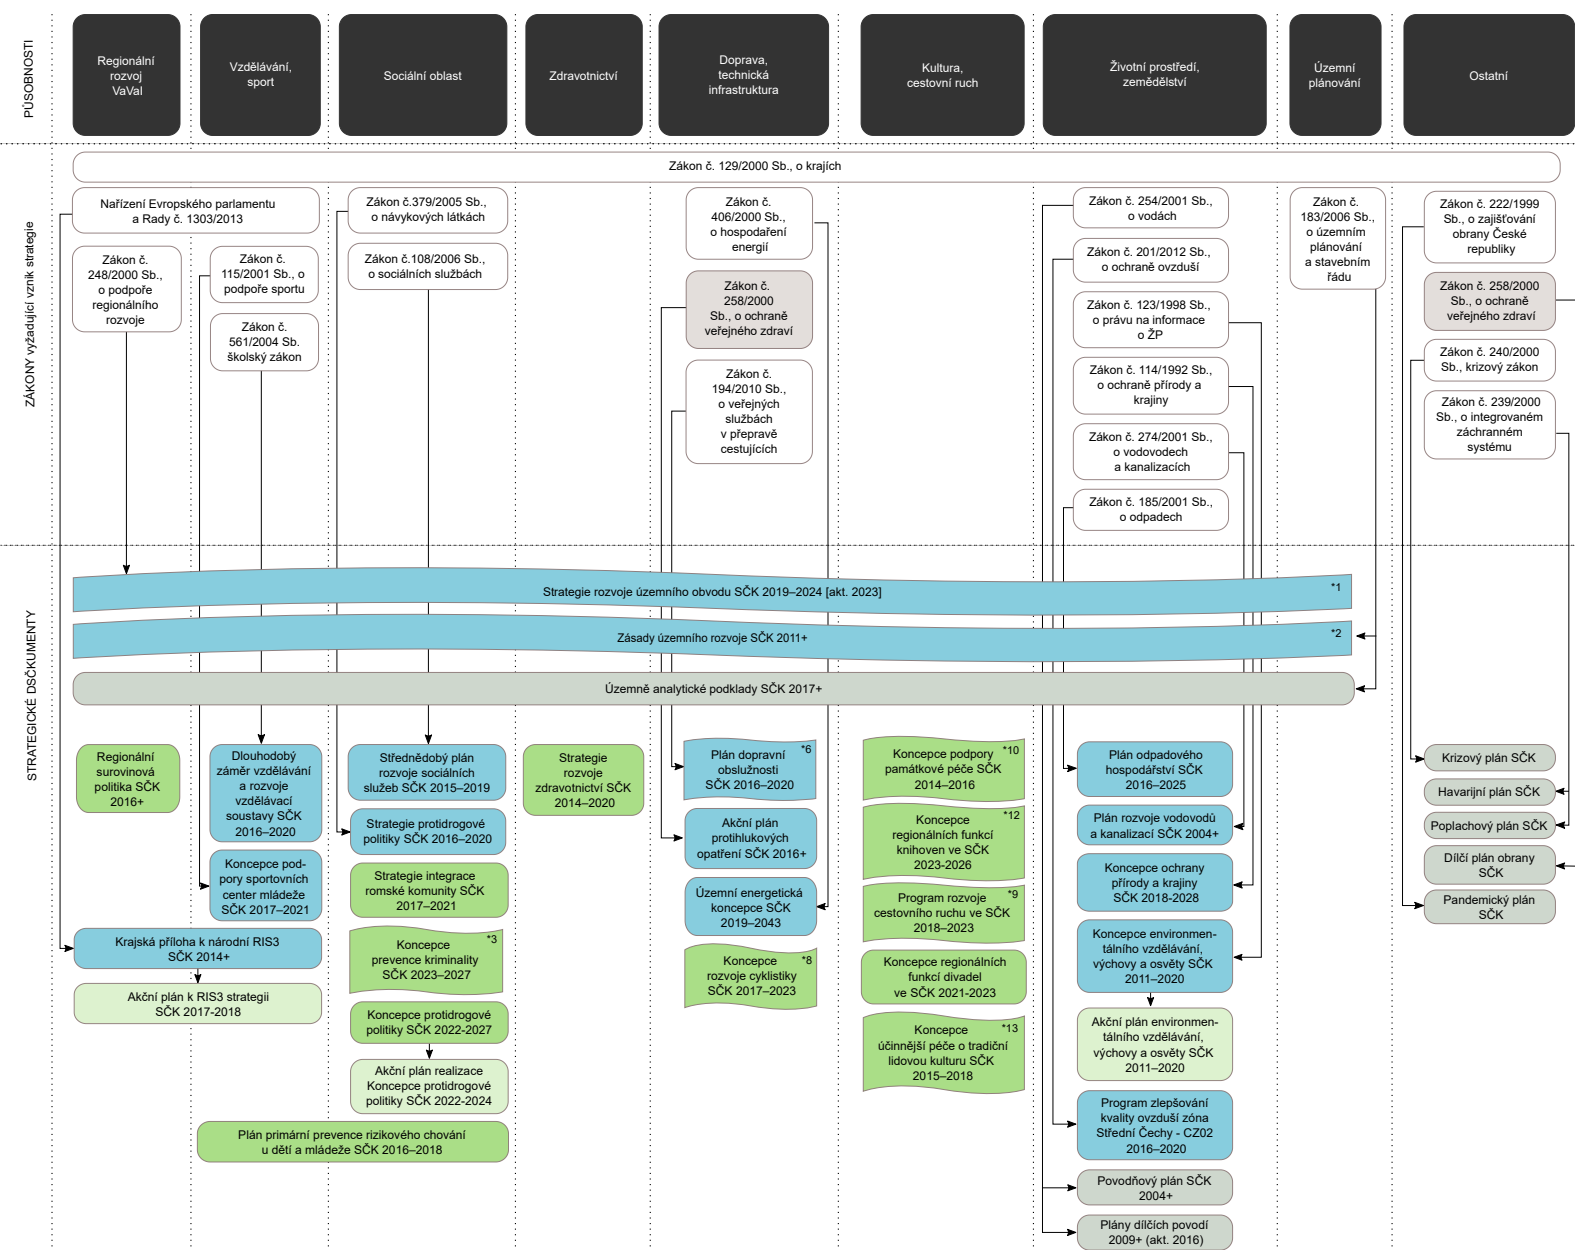 PŮSOBNOSTI
Regionální
rozvoj
VaVaI
Vzdělávání,
sport
Sociální oblast
Zdravotnictví
Doprava,
technická
infrastruktura
Kultura,
cestovní ruch
Životní prostředí,
zemědělství
Územní
plánování
Ostatní
ZÁKONY vyžadující vznik strategie
Zákon č. 129/2000 Sb., o krajích
Nařízení Evropského parlamentu
a Rady č. 1303/2013
Zákon č.
248/2000 Sb.,
o podpoře
regionálního
rozvoje
Zákon č.
115/2001 Sb., o
podpoře sportu
Zákon č.
561/2004 Sb.
školský zákon
Zákon č.379/2005 Sb.,
o návykových látkách
Zákon č.108/2006 Sb.,
o sociálních službách
Zákon č.
406/2000 Sb.,
o hospodaření
energií
Zákon č.
258/2000
Sb., o ochraně
veřejného zdraví
Zákon č.
194/2010 Sb.,
o veřejných
službách
v přepravě
cestujících
Zákon č. 254/2001 Sb.,
o vodách
Zákon č. 201/2012 Sb.,
o ochraně ovzduší
Zákon č. 123/1998 Sb.,
o právu na informace
o ŽP
Zákon č. 114/1992 Sb.,
o ochraně přírody a
krajiny
Zákon č. 274/2001 Sb.,
o vodovodech
a kanalizacích
Zákon č. 185/2001 Sb.,
o odpadech
Zákon č.
183/2006 Sb.,
o územním
plánování
a stavebním
řádu
Zákon č. 222/1999
Sb., o zajišťování
obrany České
republiky
Zákon č. 258/2000
Sb., o ochraně
veřejného zdraví
Zákon č. 240/2000
Sb., krizový zákon
Zákon č. 239/2000
Sb., o integrovaném
záchranném
systému
STRATEGICKÉ DSČKUMENTY
Strategie rozvoje územního obvodu SČK 2019–2024 [akt. 2023]
*1
Zásady územního rozvoje SČK 2011+
*2
Územně analytické podklady SČK 2017+
Regionální
surovinová
politika SČK
2016+
Dlouhodobý
záměr vzdělávání
a rozvoje
vzdělávací
soustavy SČK
2016–2020
Koncepce pod-
pory sportovních
center mládeže
SČK 2017–2021
Krajská příloha k národní RIS3
SČK 2014+
Akční plán k RIS3 strategii
SČK 2017-2018
Střednědobý plán
rozvoje sociálních
služeb SČK 2015–2019
Strategie protidrogové
politiky SČK 2016–2020
Strategie integrace
romské komunity SČK
2017–2021
*3
Koncepce
prevence kriminality
SČK 2023–2027
Koncepce protidrogové
politiky SČK 2022-2027
Akční plán realizace
Koncepce protidrogové
politiky SČK 2022-2024
Plán primární prevence rizikového chování
u dětí a mládeže SČK 2016–2018
Strategie
rozvoje
zdravotnictví SČK
2014–2020
*6
Plán dopravní
obslužnosti
SČK 2016–2020
Akční plán
protihlukových
opatření SČK 2016+
Územní energetická
koncepce SČK
2019–2043
*8
Koncepce
rozvoje cyklistiky
SČK 2017–2023
*10
Koncepce podpory
památkové péče SČK
2014–2016
*12
Koncepce
regionálních funkcí
knihoven ve SČK
2023-2026
*9
Program rozvoje
cestovního ruchu ve SČK
2018–2023
Koncepce regionálních
funkcí divadel
ve SČK 2021-2023
*13
Koncepce
účinnější péče o tradiční
lidovou kulturu SČK
2015–2018
Plán odpadového
hospodářství SČK
2016–2025
Plán rozvoje vodovodů
a kanalizací SČK 2004+
Koncepce ochrany
přírody a krajiny
SČK 2018-2028
Koncepce environmen-
tálního vzdělávání,
výchovy a osvěty SČK
2011–2020
Akční plán environmen-
tálního vzdělávání,
výchovy a osvěty SČK
2011–2020
Program zlepšování
kvality ovzduší zóna
Střední Čechy - CZ02
2016–2020
Povodňový plán SČK
2004+
Plány dílčích povodí
2009+ (akt. 2016)
Krizový plán SČK
Havarijní plán SČK
Poplachový plán SČK
Dílčí plán obrany
SČK
Pandemický plán
SČK